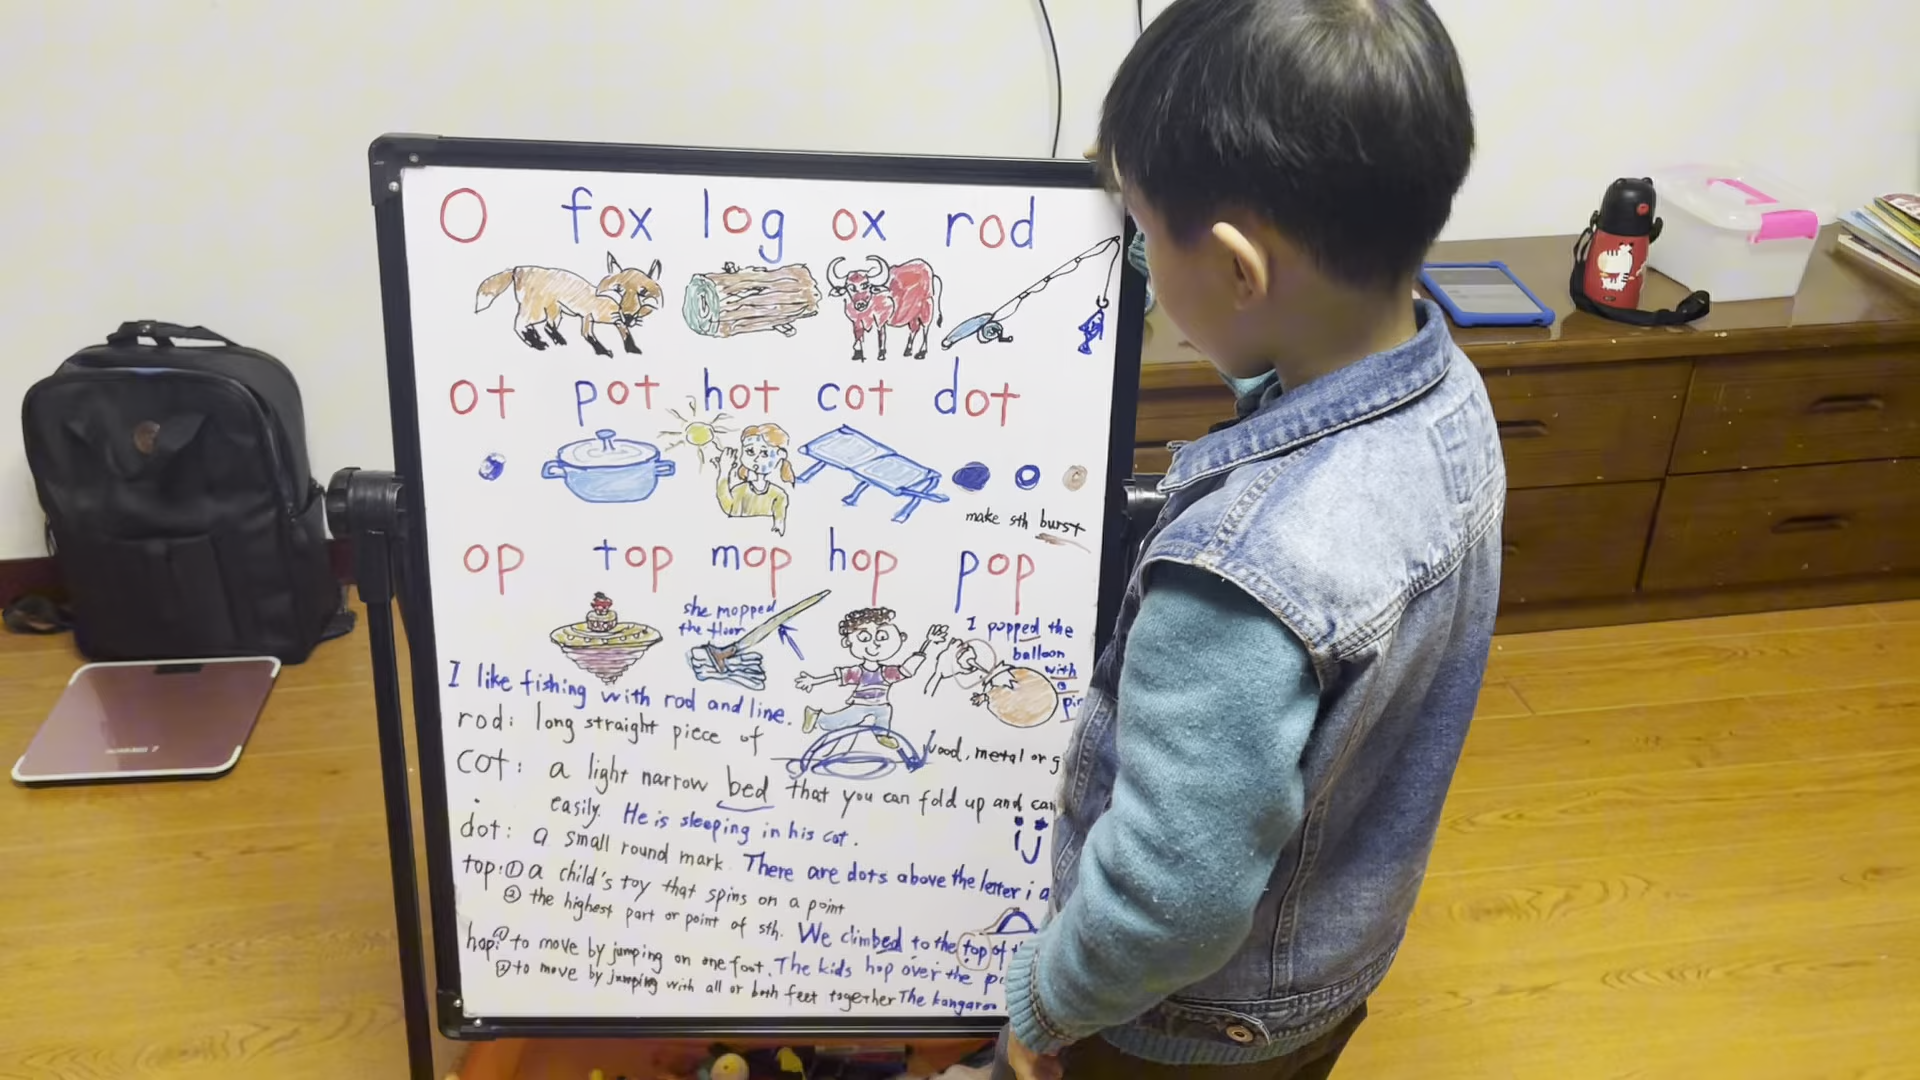 O fox log ox rod
ot pot hot cot dot
make sth burst
op top mop hop pop
she mopped
the floor
I popped the
balloon
with
a
pin
I like fishing with rod and line.
rod: long straight piece of wood, metal or g
cot: a light narrow bed that you can fold up and can
easily. He is sleeping in his cot.
dot: a small round mark. There are dots above the letter i a
top: ① a child's toy that spins on a point
② the highest part or point of sth. We climbed to the top of
hop: ① to move by jumping on one foot. The kids hop over the pu
② to move by jumping with all or both feet together The kangaroo